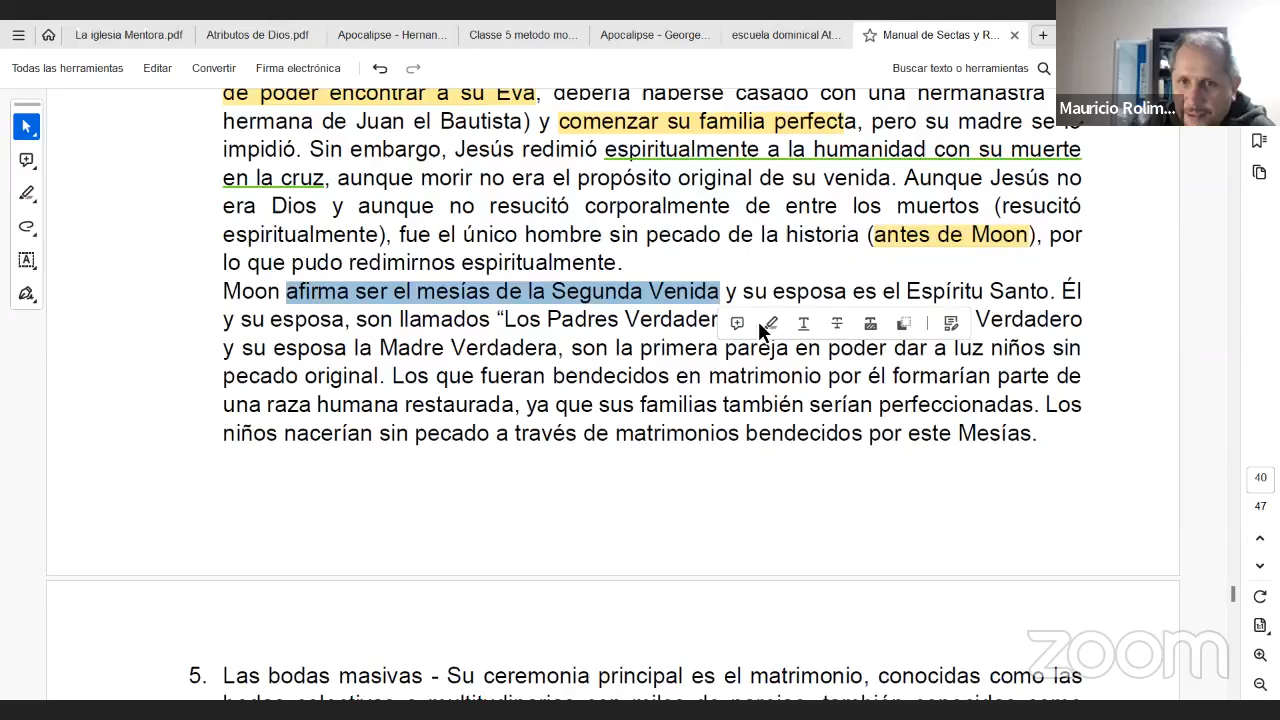 La iglesia Mentora.pdf
Atributos de Dios.pdf
Apocalipse - Hernan...
Classe 5 metodo mo...
Apocalipse - George...
escuela dominical At...
Manual de Sectas y R...
Todas las herramientas
Editar
Convertir
Firma electrónica
Buscar texto o herramientas
Mauricio Rolim...
de poder encontrar a su Eva, debería haberse casado con una hermanastra
hermana de Juan el Bautista) y comenzar su familia perfecta, pero su madre se lo
impidió. Sin embargo, Jesús redimió espiritualmente a la humanidad con su muerte
en la cruz, aunque morir no era el propósito original de su venida. Aunque Jesús no
era Dios y aunque no resucitó corporalmente de entre los muertos (resucitó
espiritualmente), fue el único hombre sin pecado de la historia (antes de Moon), por
lo que pudo redimirnos espiritualmente.
Moon afirma ser el mesías de la Segunda Venida y su esposa es el Espíritu Santo. Él
y su esposa, son llamados “Los Padres Verdader Verdadero
y su esposa la Madre Verdadera, son la primera pareja en poder dar a luz niños sin
pecado original. Los que fueran bendecidos en matrimonio por él formarían parte de
una raza humana restaurada, ya que sus familias también serían perfeccionadas. Los
niños nacerían sin pecado a través de matrimonios bendecidos por este Mesías.
40
47
zoom
5. Las bodas masivas - Su ceremonia principal es el matrimonio, conocidas como las